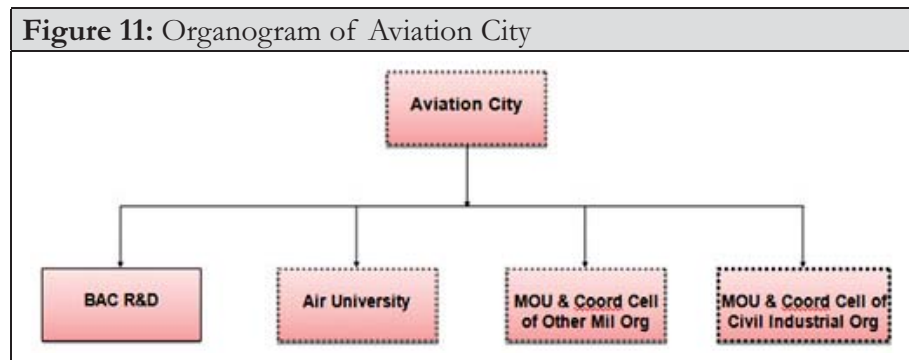 Figure 11: Organogram of Aviation City
Aviation City
BAC R&D
Air University
MOU & Coord Cell
of Other Mil Org
MOU & Coord Cell of
Civil Industrial Org